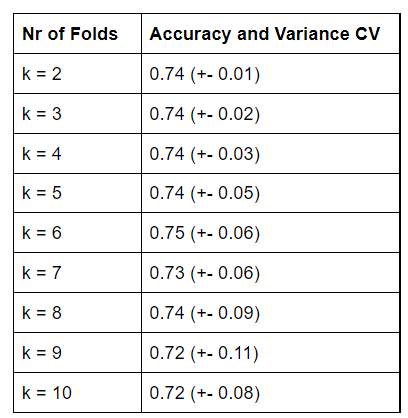 Nr of Folds Accuracy and Variance CV
k = 2 0.74 (+- 0.01)
k = 3 0.74 (+- 0.02)
k = 4 0.74 (+- 0.03)
k = 5 0.74 (+- 0.05)
k = 6 0.75 (+- 0.06)
k = 7 0.73 (+- 0.06)
k = 8 0.74 (+- 0.09)
k = 9 0.72 (+- 0.11)
k = 10 0.72 (+- 0.08)